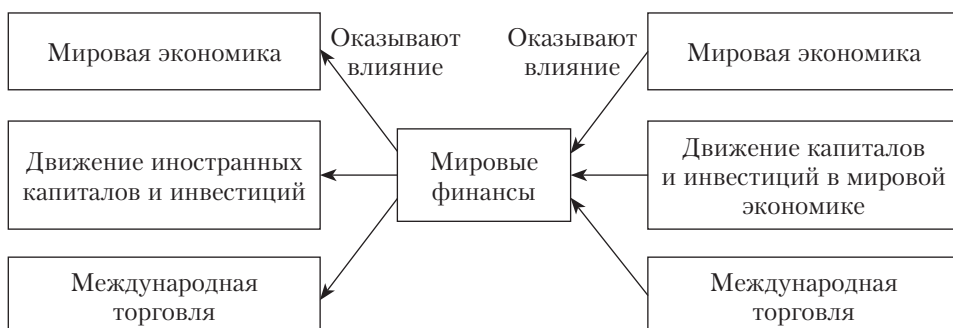 Мировая экономика
Оказывают
влияние
Оказывают
влияние
Мировая экономика
Движение иностранных
капиталов и инвестиций
Мировые
финансы
Движение капиталов
и инвестиций в мировой
экономике
Международная
торговля
Международная
торговля